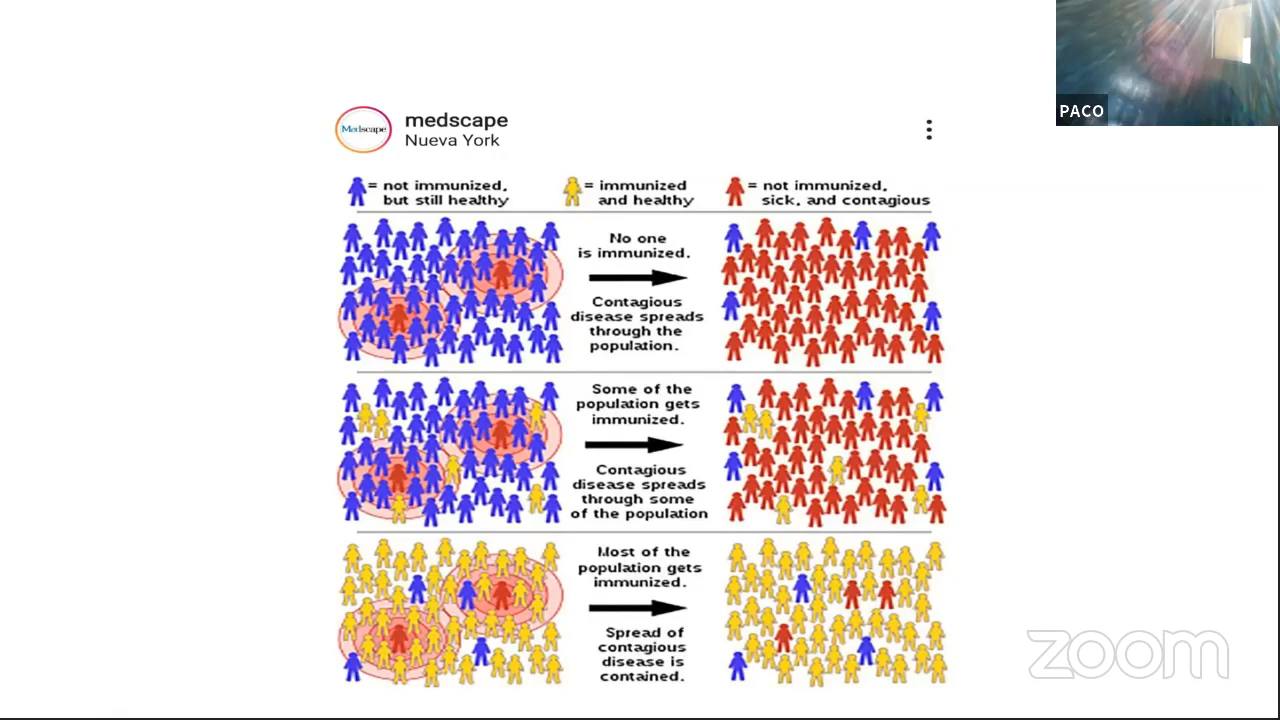 PACO
Medscape
medscape
Nueva York
= not immunized,
but still healthy
= immunized
and healthy
= not immunized,
sick, and contagious
No one
is immunized.
Contagious
disease spreads
through the
population.
Some of the
population gets
immunized.
Contagious
disease spreads
through some
of the population
Most of the
population gets
immunized.
Spread of
contagious
disease is
contained.
zoom